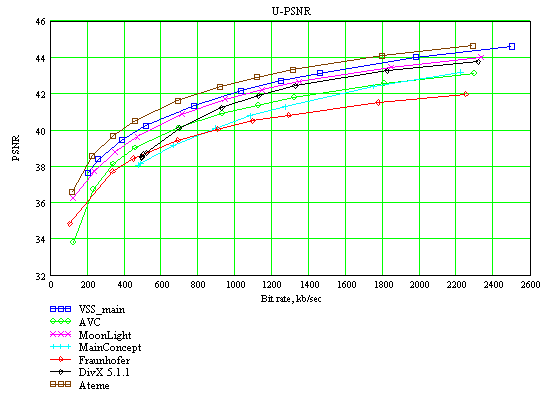 U-PSNR
46
44
42
40
38
36
34
32
PSNR
0 200 400 600 800 1000 1200 1400 1600 1800 2000 2200 2400 2600
Bit rate, kb/sec
VSS_main
AVC
MoonLight
MainConcept
Fraunhofer
DivX 5.1.1
Ateme